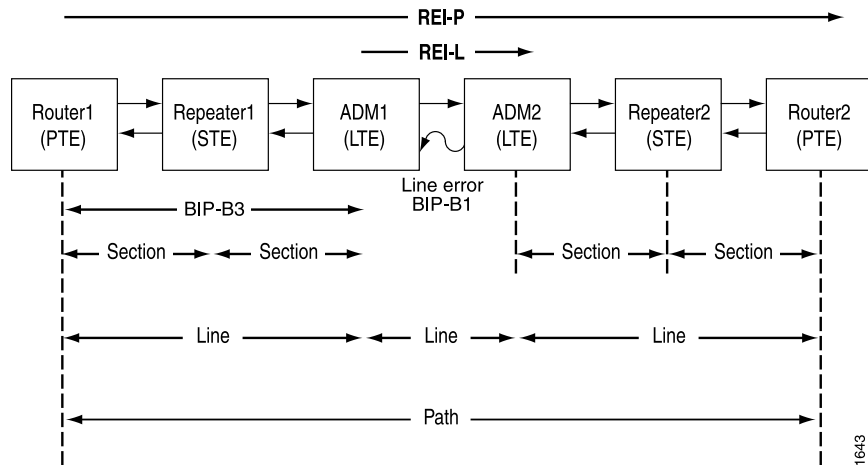 REI-P
REI-L
Router1
(PTE)
Repeater1
(STE)
ADM1
(LTE)
ADM2
(LTE)
Repeater2
(STE)
Router2
(PTE)
Line error
BIP-B1
BIP-B3
Section
Section
Section
Section
Line
Line
Line
Path
1643